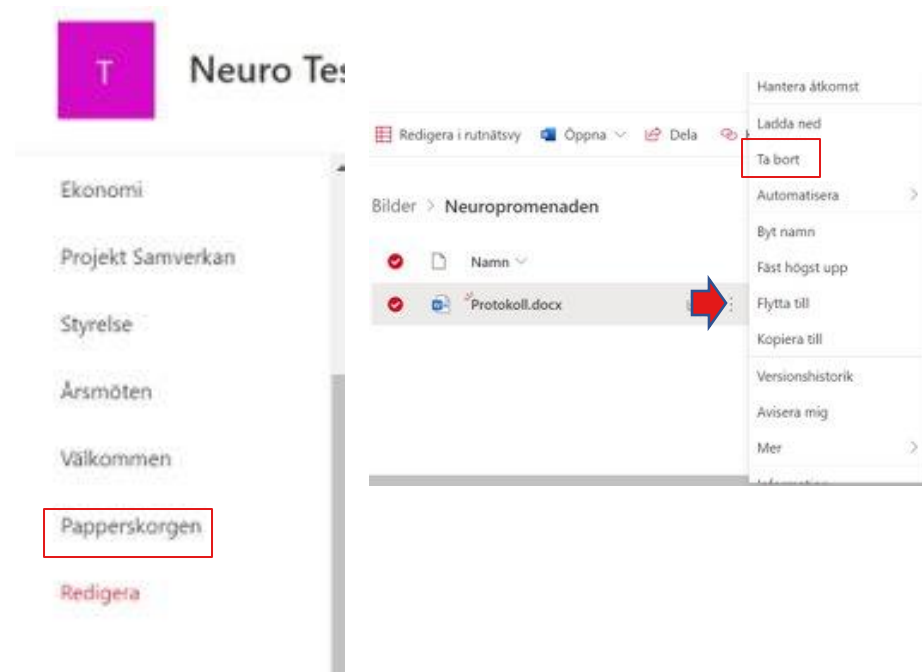 T
Neuro Tes
Ekonomi
Projekt Samverkan
Styrelse
Årsmöten
Välkommen
Papperskorgen
Redigera
Redigera i rutnätsvy Öppna Dela
Bilder > Neuropromenaden
Namn
Protokoll.docx
Hantera åtkomst
Ladda ned
Ta bort
Automatisera
Byt namn
Fäst högst upp
Flytta till
Kopiera till
Versionshistorik
Avisera mig
Mer